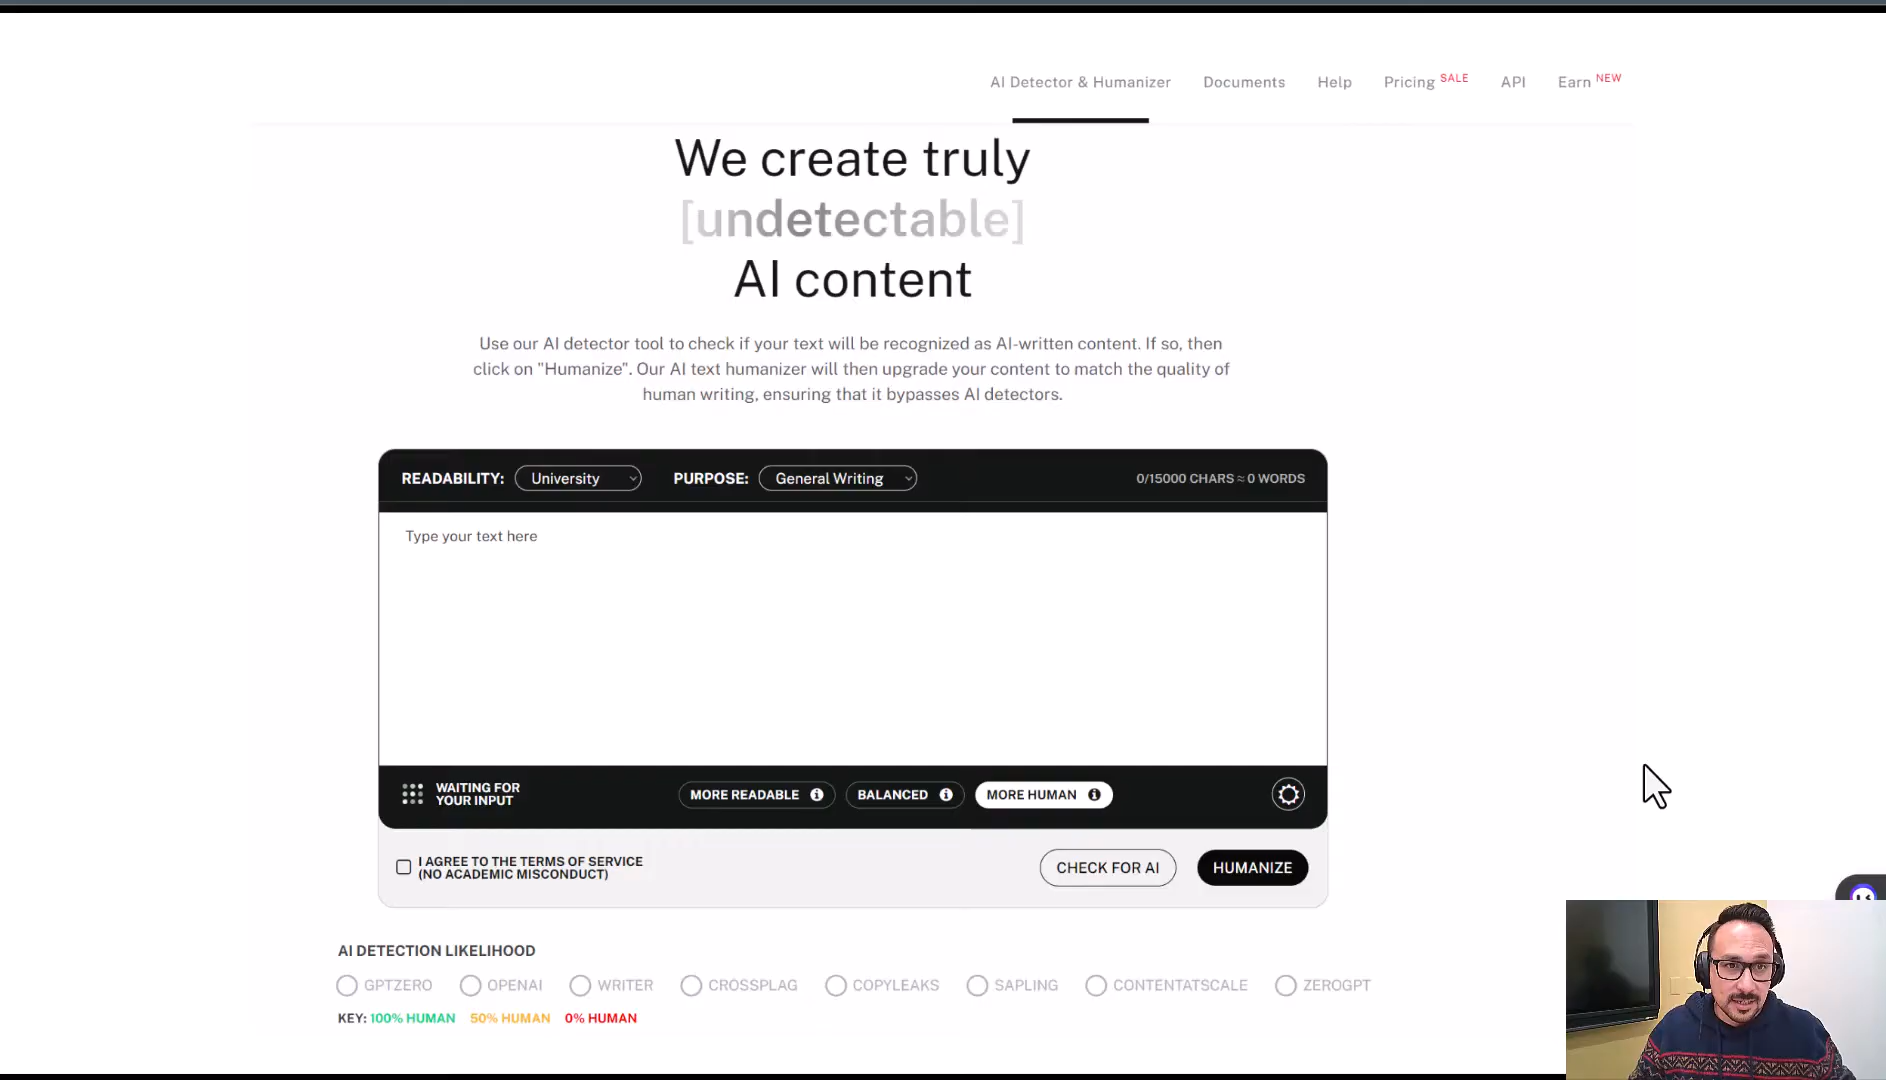 AI Detector & Humanizer Documents Help Pricing SALE API Earn NEW
We create truly
[undetectable]
AI content
Use our AI detector tool to check if your text will be recognized as AI-written content. If so, then
click on "Humanize". Our AI text humanizer will then upgrade your content to match the quality of
human writing, ensuring that it bypasses AI detectors.
READABILITY: University PURPOSE: General Writing 0/15000 CHARS ≈ 0 WORDS
Type your text here
WAITING FOR
YOUR INPUT
MORE READABLE BALANCED MORE HUMAN
I AGREE TO THE TERMS OF SERVICE
(NO ACADEMIC MISCONDUCT)
CHECK FOR AI HUMANIZE
AI DETECTION LIKELIHOOD
GPTZERO OPENAI WRITER CROSSPLAG COPYLEAKS SAPLING CONTENTATSCALE ZEROGPT
KEY: 100% HUMAN 50% HUMAN 0% HUMAN